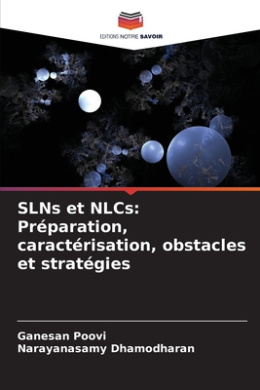 EDITIONS NOTRE SAVOIR
SLNs et NLCs:
Préparation,
caractérisation, obstacles
et stratégies
Ganesan Poovi
Narayanasamy Dhamodharan